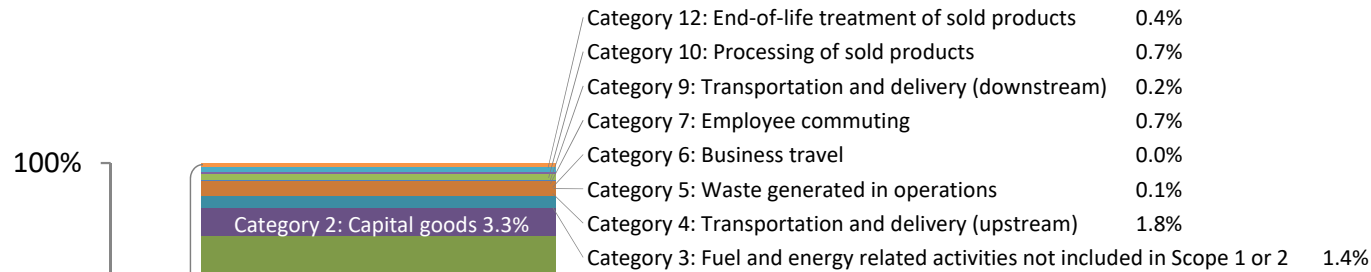 Category 12: End-of-life treatment of sold products 0.4%
Category 10: Processing of sold products 0.7%
Category 9: Transportation and delivery (downstream) 0.2%
Category 7: Employee commuting 0.7%
100%
Category 6: Business travel 0.0%
Category 5: Waste generated in operations 0.1%
Category 4: Transportation and delivery (upstream) 1.8%
Category 2: Capital goods 3.3%
Category 3: Fuel and energy related activities not included in Scope 1 or 2 1.4%